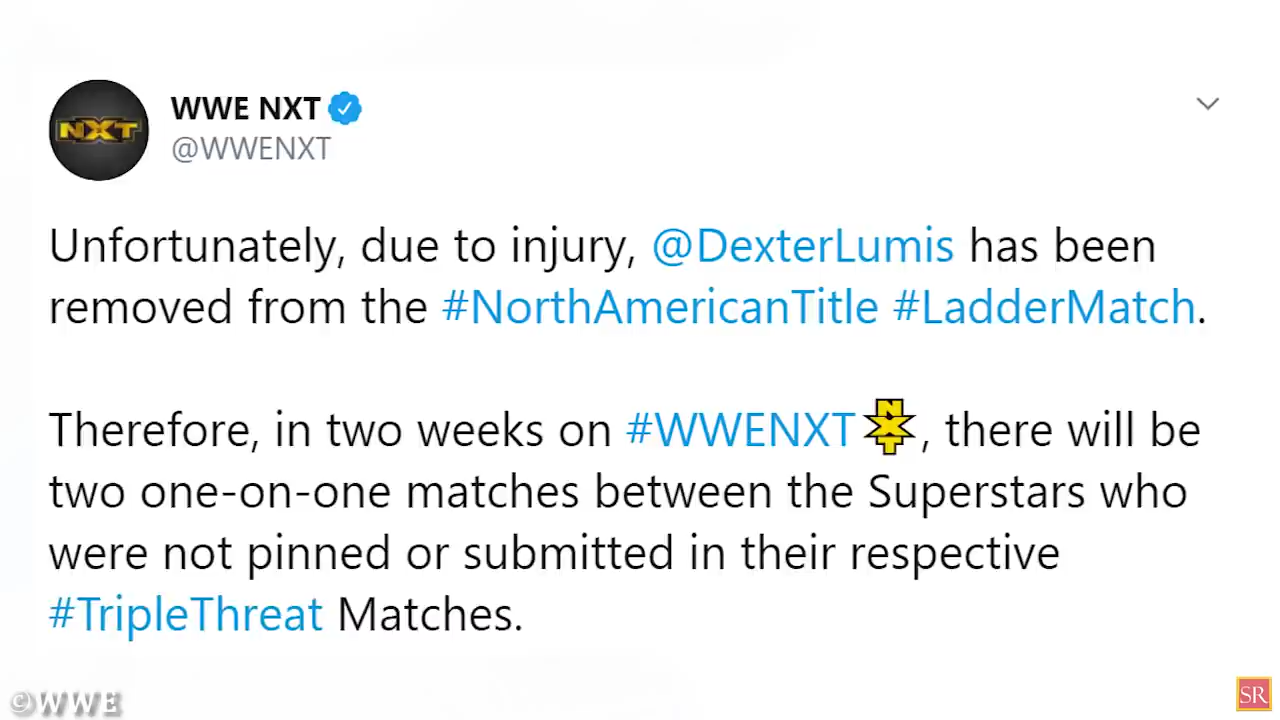 NXT
WWE NXT
@WWENXT
Unfortunately, due to injury, @DexterLumis has been
removed from the #NorthAmericanTitle #LadderMatch.
Therefore, in two weeks on #WWENXT NXT, there will be
two one-on-one matches between the Superstars who
were not pinned or submitted in their respective
#TripleThreat Matches.
©WWE
SR